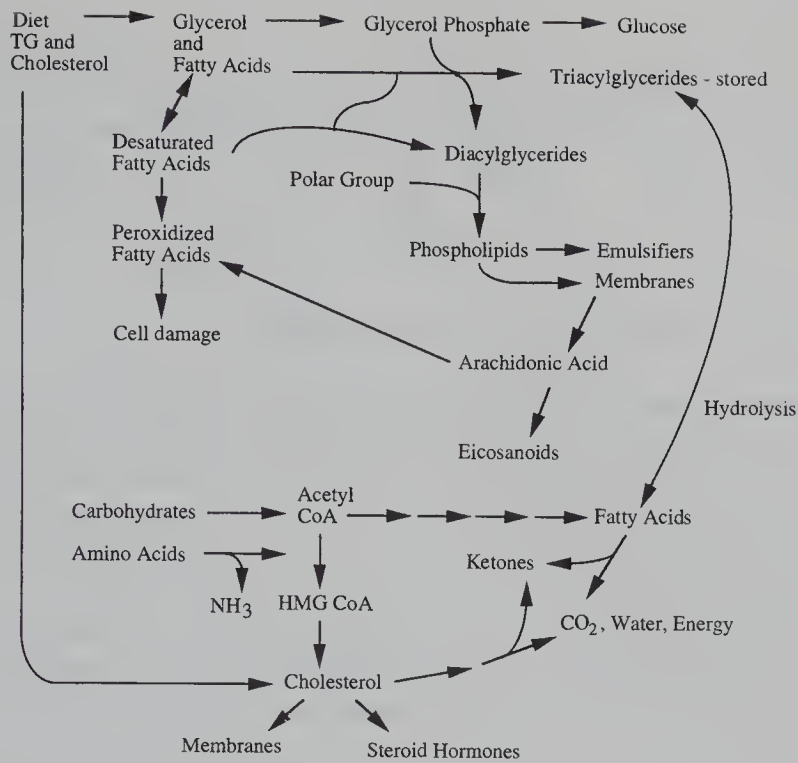 Diet
TG and
Cholesterol
Glycerol
and
Fatty Acids
Glycerol Phosphate
Glucose
Triacylglycerides - stored
Desaturated
Fatty Acids
Diacylglycerides
Polar Group
Peroxidized
Fatty Acids
Phospholipids
Emulsifiers
Membranes
Cell damage
Arachidonic Acid
Hydrolysis
Eicosanoids
Carbohydrates
Acetyl
CoA
Fatty Acids
Amino Acids
Ketones
NH3
HMG CoA
CO2, Water, Energy
Cholesterol
Membranes
Steroid Hormones